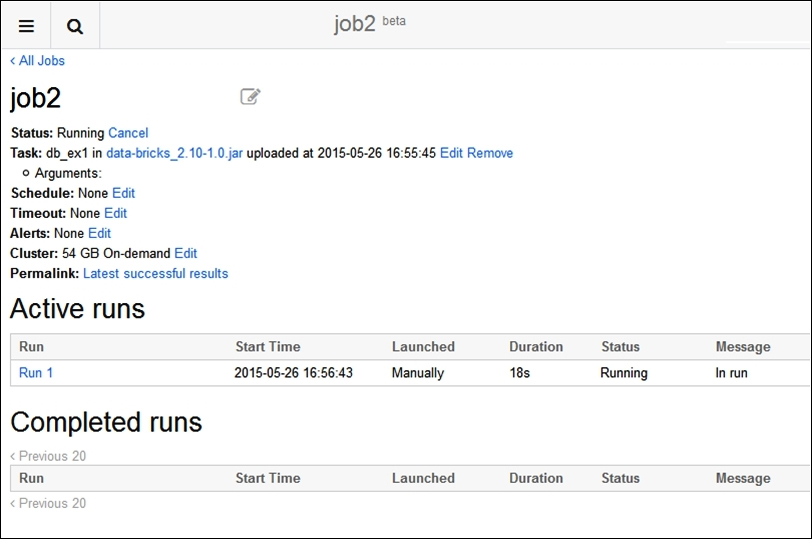 job2 beta
‹ All Jobs
job2
Status: Running Cancel
Task: db_ex1 in data-bricks_2.10-1.0.jar uploaded at 2015-05-26 16:55:45 Edit Remove
Arguments:
Schedule: None Edit
Timeout: None Edit
Alerts: None Edit
Cluster: 54 GB On-demand Edit
Permalink: Latest successful results
Active runs
Run Start Time Launched Duration Status Message
Run 1 2015-05-26 16:56:43 Manually 18s Running In run
Completed runs
‹ Previous 20
Run Start Time Launched Duration Status Message
‹ Previous 20